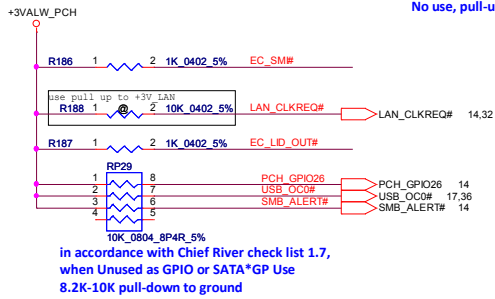 No use, pull-u
+3VALW_PCH
R186 1 2 1K_0402_5% EC_SMI#
use pull up to +3V_LAN
R188 1 @ 2 10K_0402_5% LAN_CLKREQ# LAN_CLKREQ# 14,32
R187 1 2 1K_0402_5% EC_LID_OUT#
RP29
1 8 PCH_GPIO26 PCH_GPIO26 14
2 7 USB_OC0# USB_OC0# 17,36
3 6 SMB_ALERT# SMB_ALERT# 14
4 5
10K_0804_8P4R_5%
in accordance with Chief River check list 1.7,
when Unused as GPIO or SATA*GP Use
8.2K-10K pull-down to ground